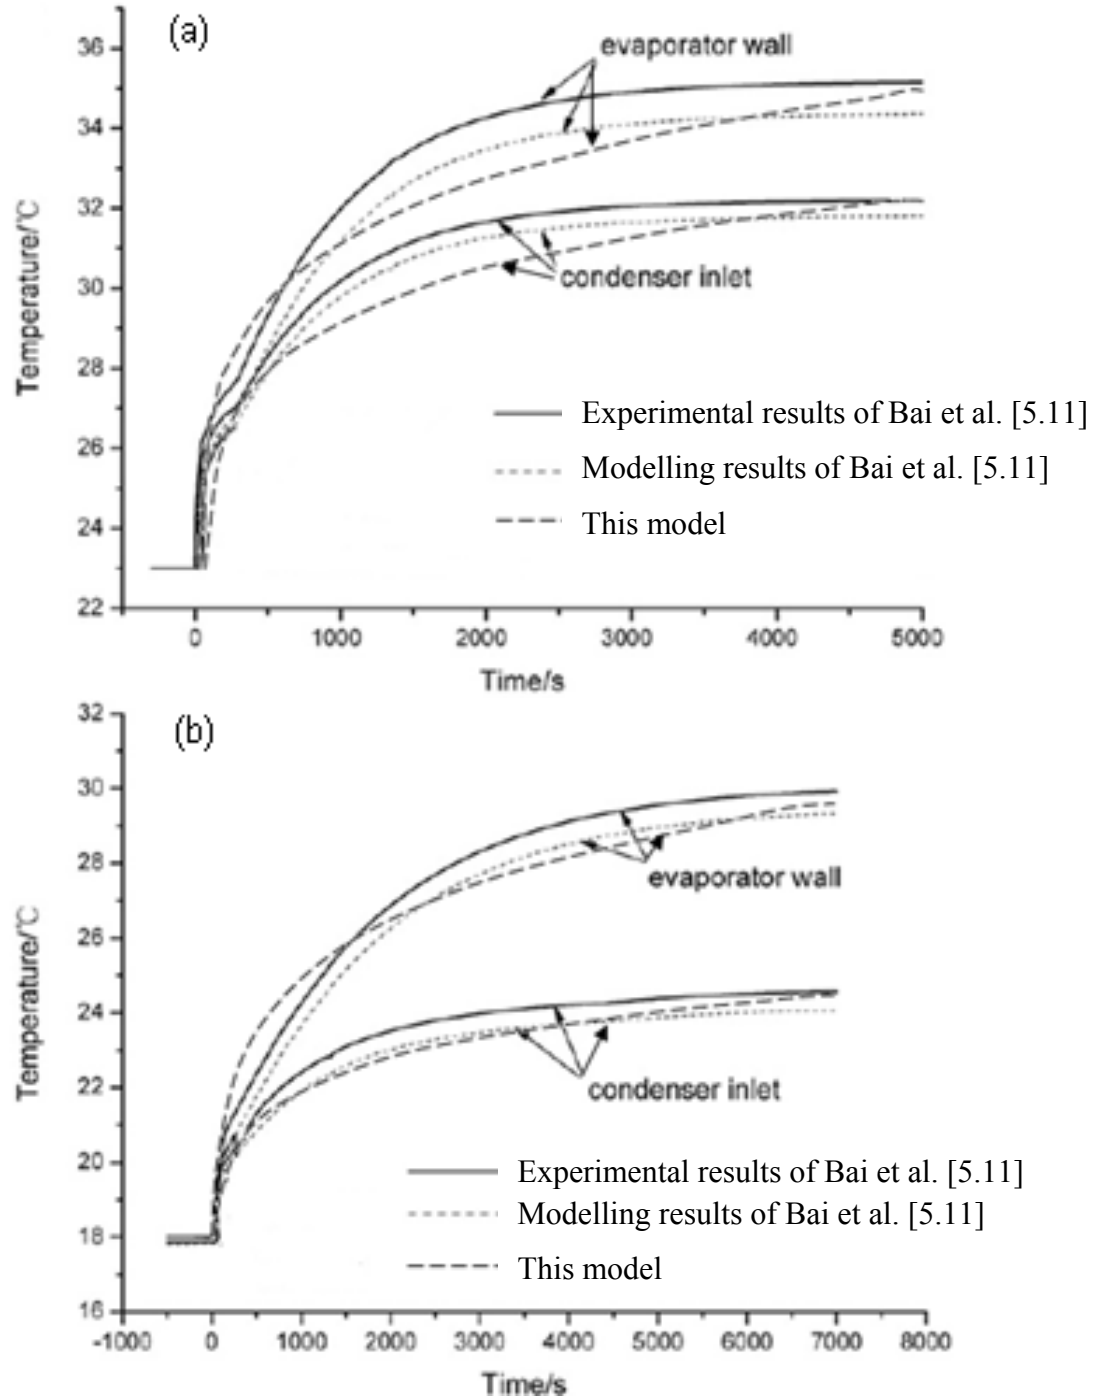 (a)
36
34
32
30
28
26
24
22
Temperature/℃
evaporator wall
condenser inlet
Experimental results of Bai et al. [5.11]
Modelling results of Bai et al. [5.11]
This model
0 1000 2000 3000 4000 5000
Time/s
(b)
32
30
28
26
24
22
20
18
16
Temperature/℃
evaporator wall
condenser inlet
Experimental results of Bai et al. [5.11]
Modelling results of Bai et al. [5.11]
This model
-1000 0 1000 2000 3000 4000 5000 6000 7000 8000
Time/s